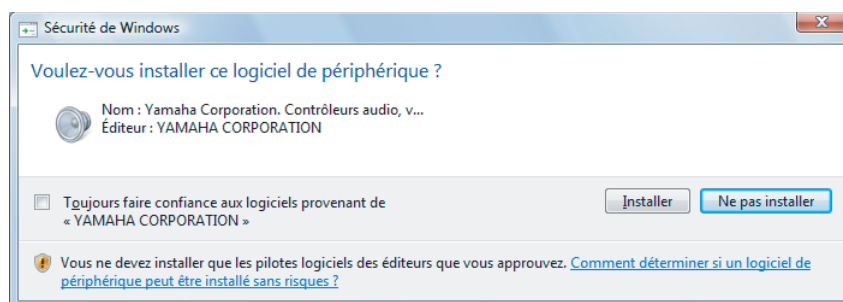 Sécurité de Windows
Voulez-vous installer ce logiciel de périphérique ?
Nom : Yamaha Corporation. Contrôleurs audio, v...
Éditeur : YAMAHA CORPORATION
Toujours faire confiance aux logiciels provenant de
« YAMAHA CORPORATION »
Installer
Ne pas installer
Vous ne devez installer que les pilotes logiciels des éditeurs que vous approuvez. Comment déterminer si un logiciel de
périphérique peut être installé sans risques ?